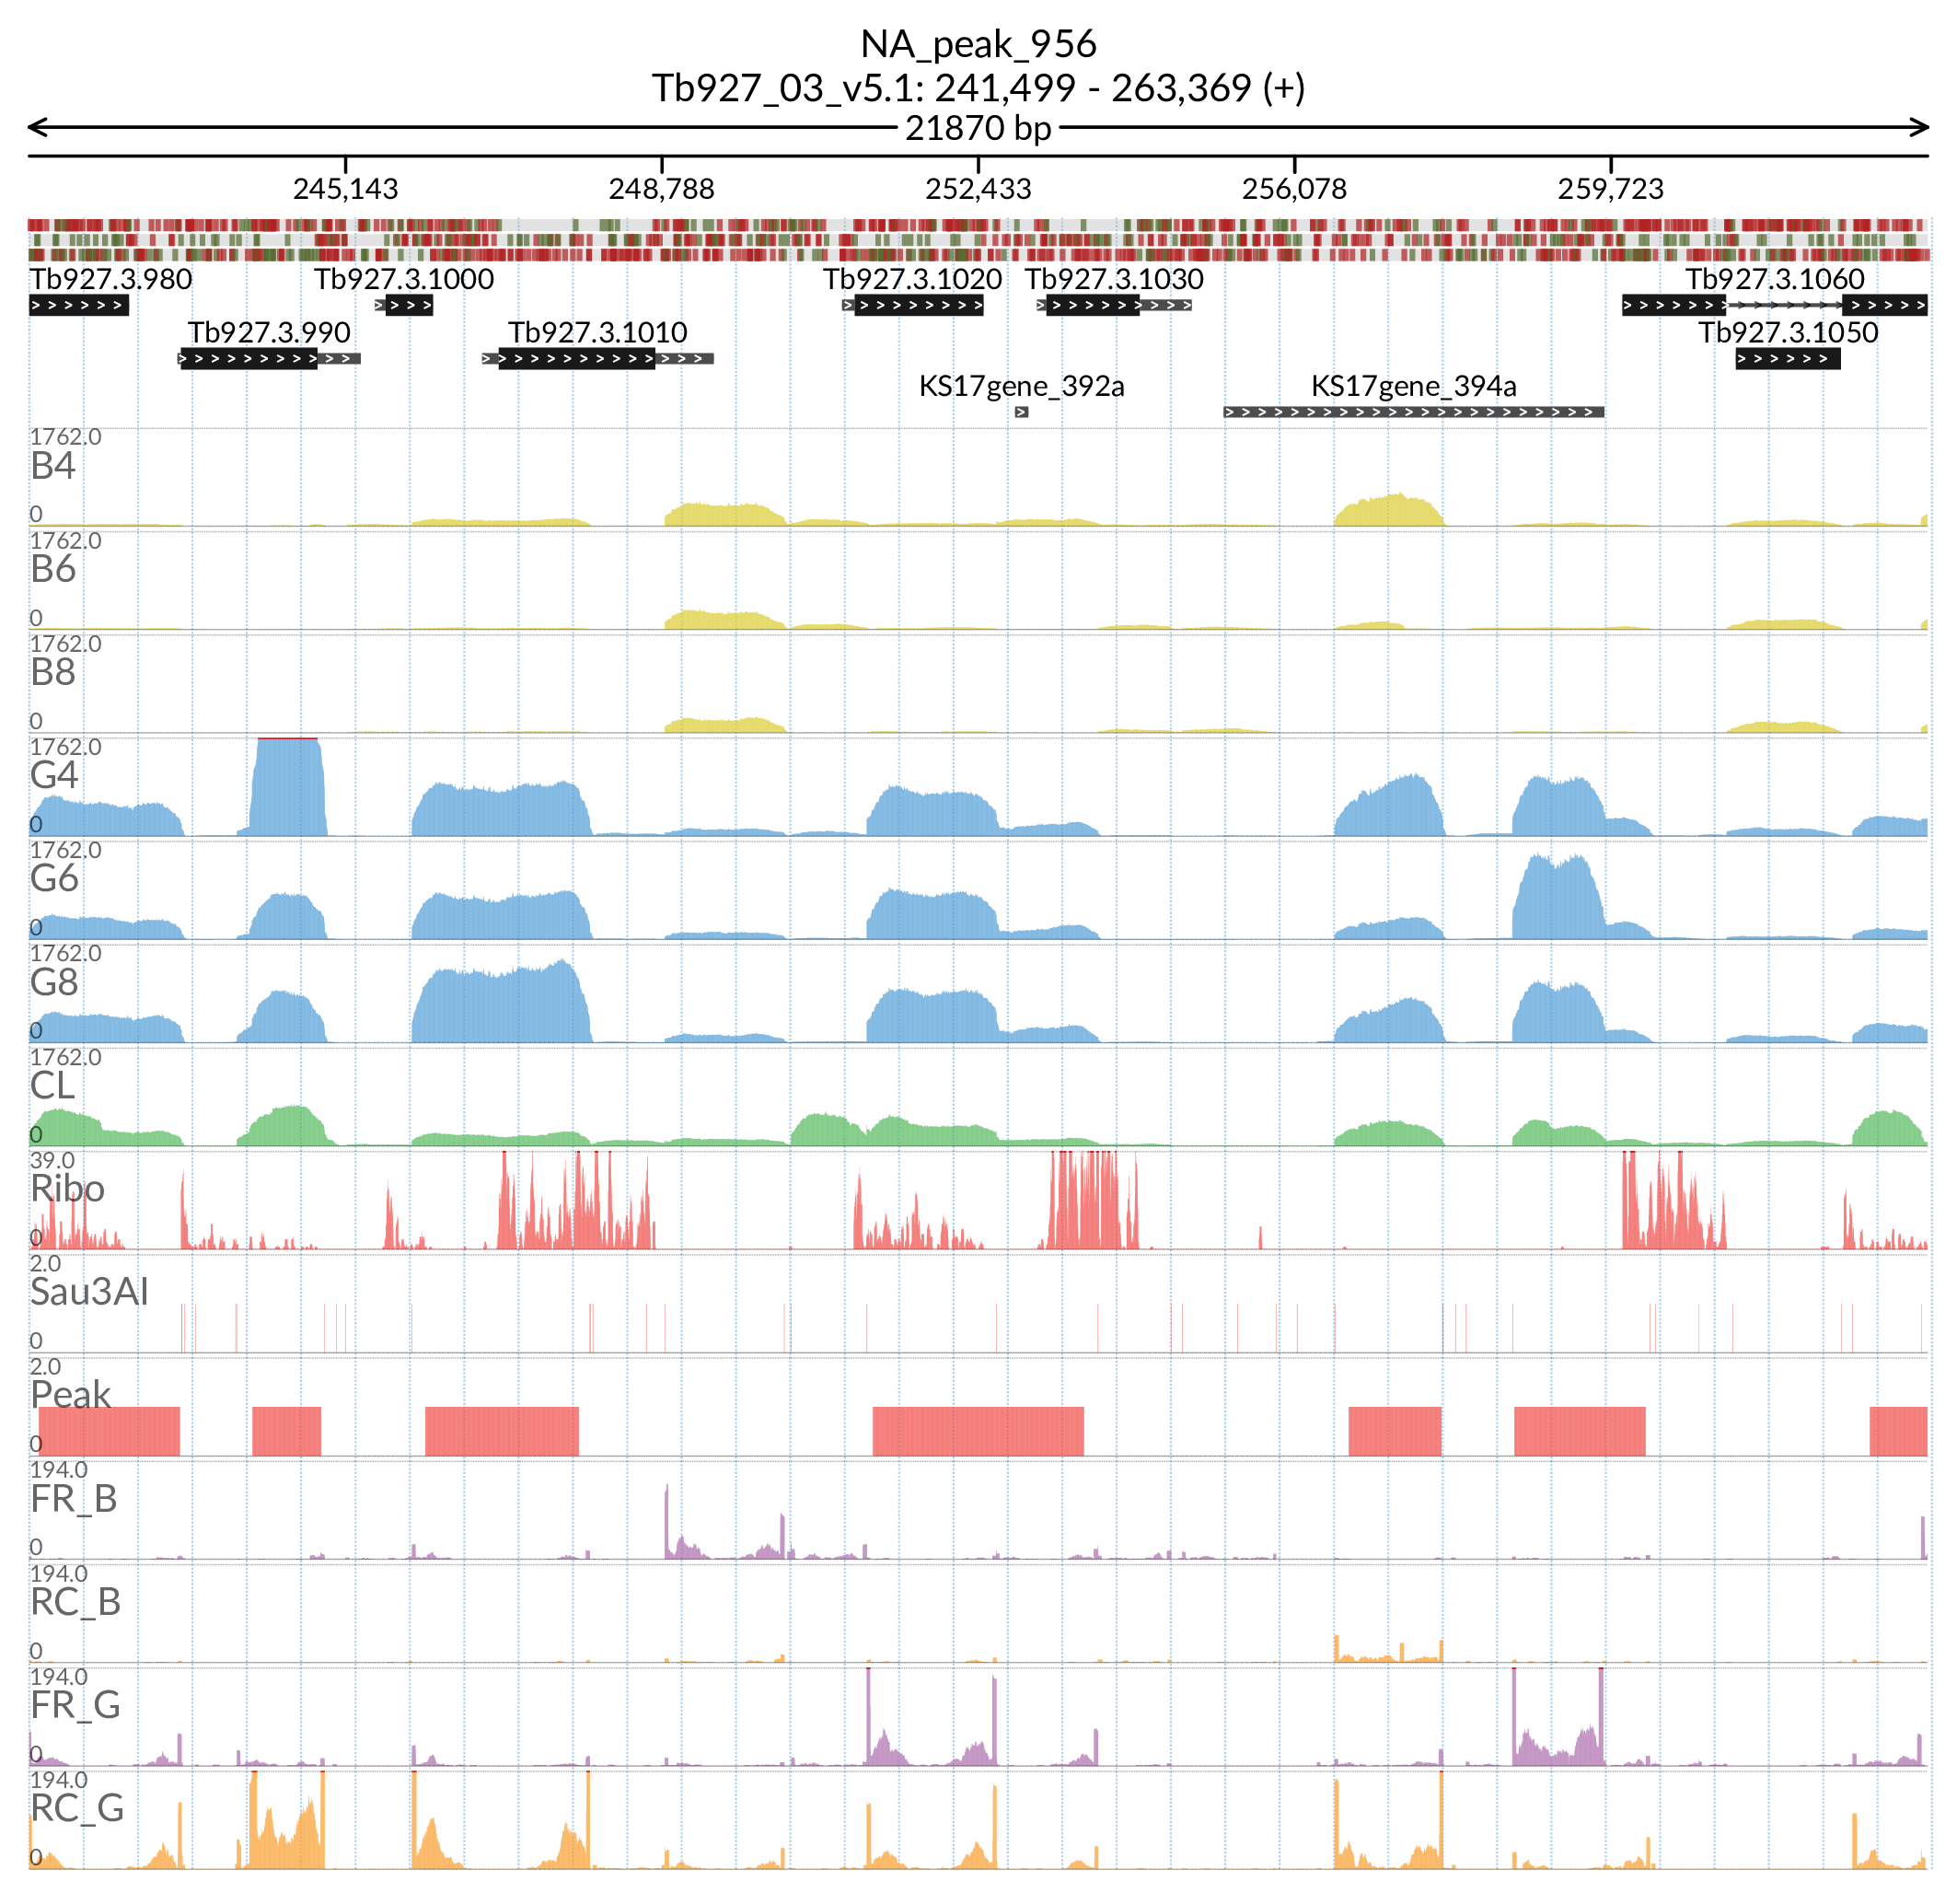 NA_peak_956
Tb927_03_v5.1: 241,499 - 263,369 (+)
21870 bp
245,143 248,788 252,433 256,078 259,723
Tb927.3.980 Tb927.3.1000 Tb927.3.1020 Tb927.3.1030 Tb927.3.1060
Tb927.3.990 Tb927.3.1010 Tb927.3.1050
KS17gene_392a KS17gene_394a
1762.0
B4
0
1762.0
B6
0
1762.0
B8
0
1762.0
G4
0
1762.0
G6
0
1762.0
G8
0
1762.0
CL
0
39.0
Ribo
0
2.0
Sau3AI
0
2.0
Peak
0
194.0
FR_B
0
194.0
RC_B
0
194.0
FR_G
0
194.0
RC_G
0